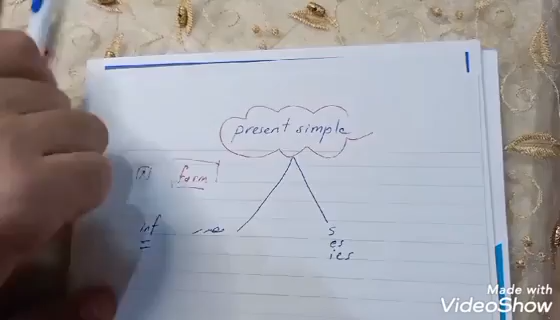 present simple
form
inf
s
es
ies
Made with
VideoShow